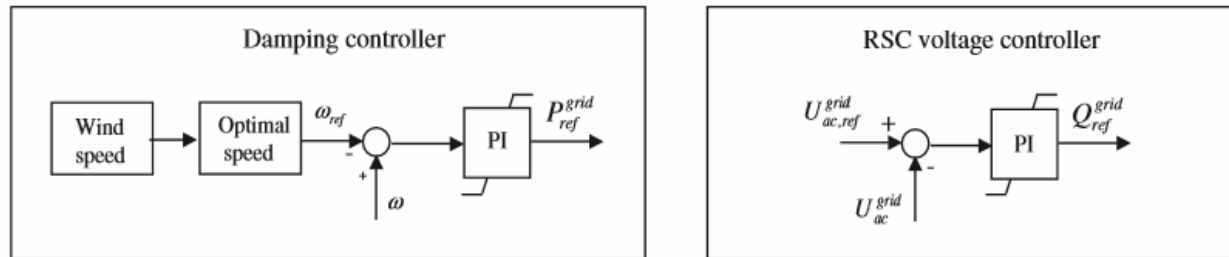 Damping controller
Wind
speed
Optimal
speed
ω_ref
-
+
ω
PI
P_ref^grid
RSC voltage controller
U_ac,ref^grid
+
-
U_ac^grid
PI
Q_ref^grid